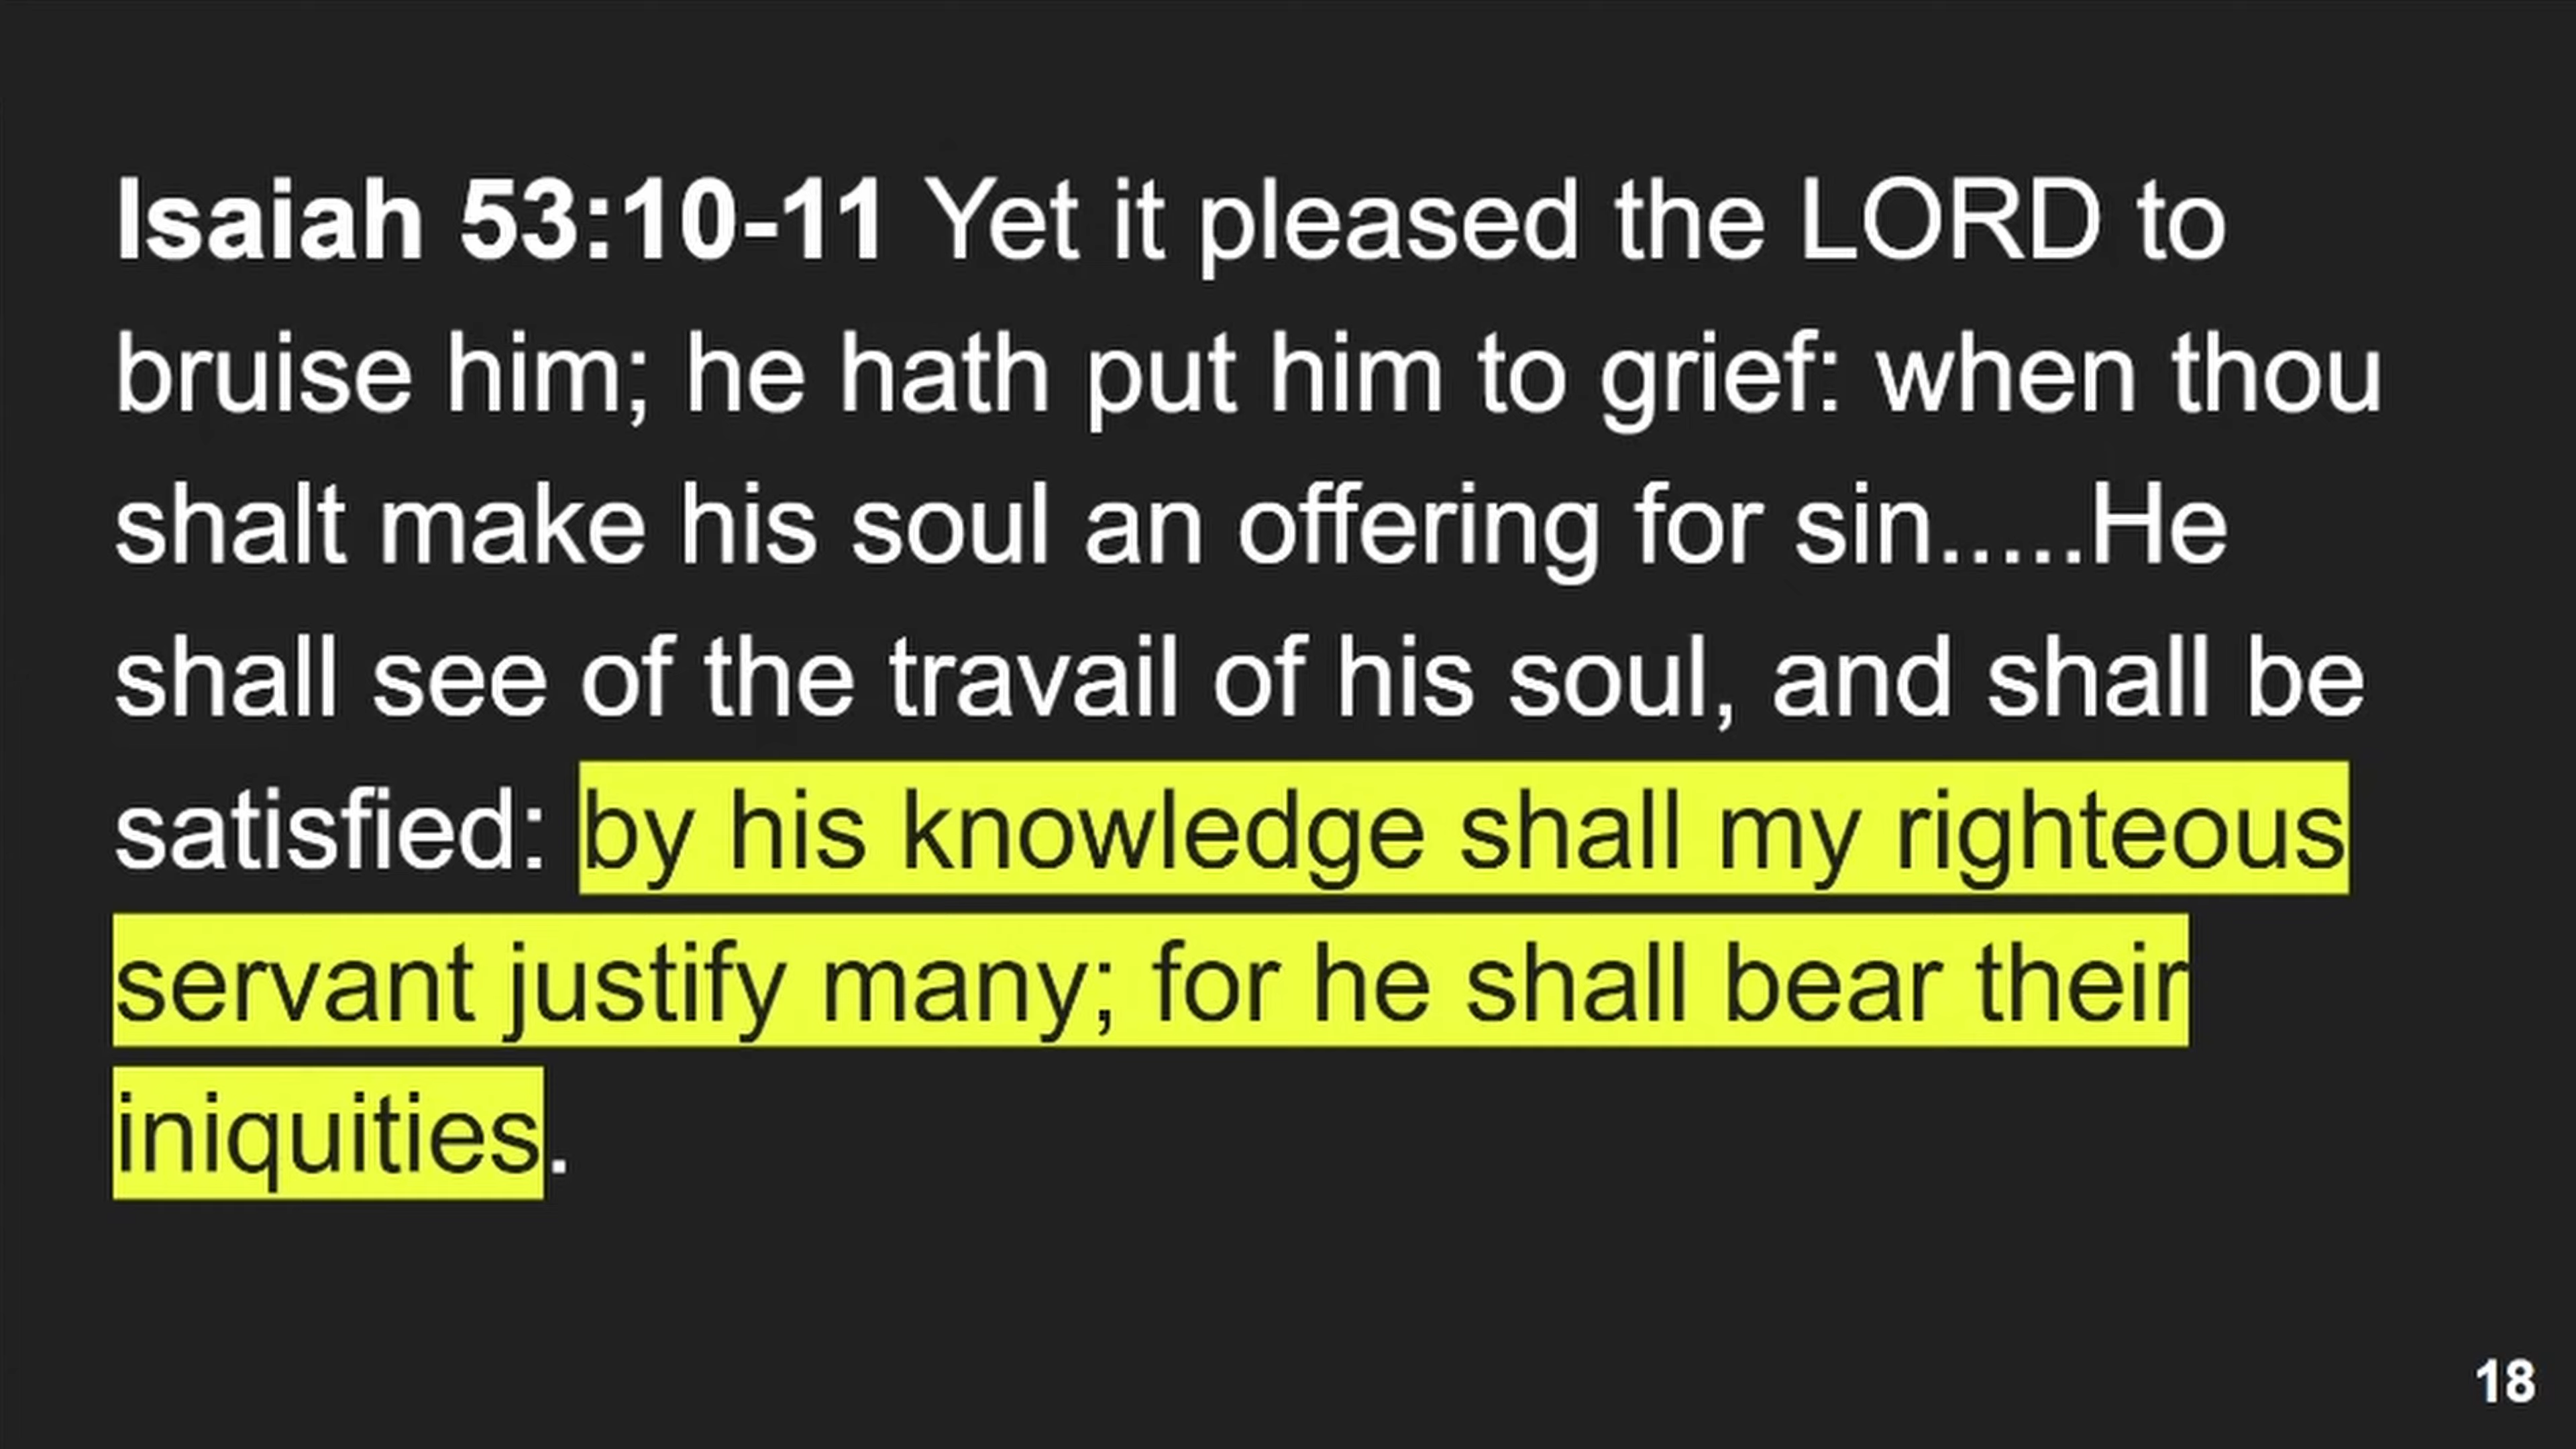 Isaiah 53:10-11 Yet it pleased the LORD to
bruise him; he hath put him to grief: when thou
shalt make his soul an offering for sin.....He
shall see of the travail of his soul, and shall be
satisfied: by his knowledge shall my righteous
servant justify many; for he shall bear their
iniquities.
18